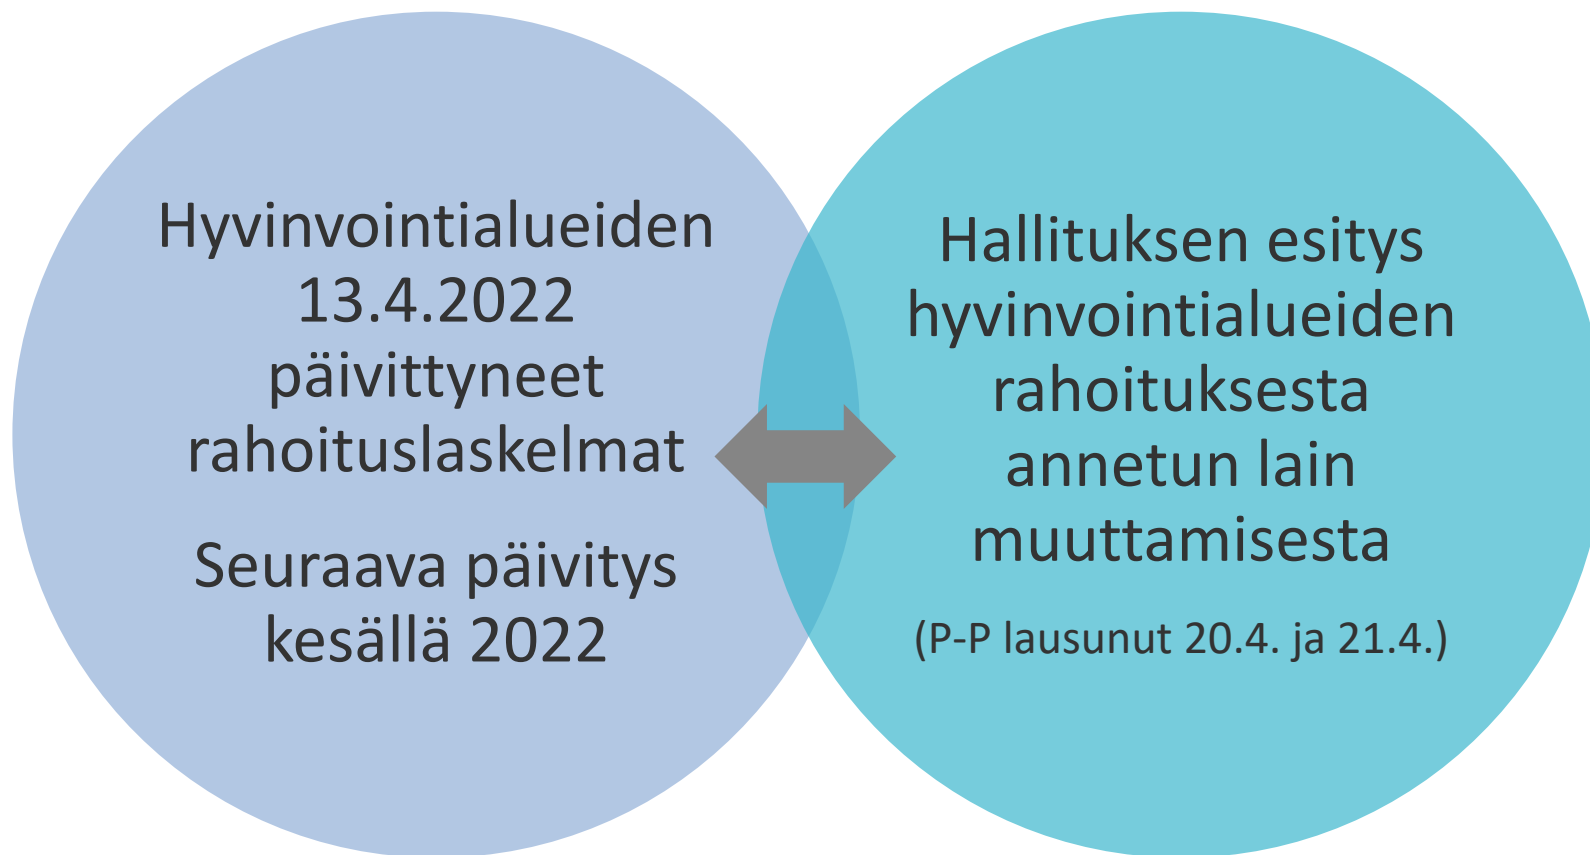 Hyvinvointialueiden
13.4.2022
päivittyneet
rahoituslaskelmat
Seuraava päivitys
kesällä 2022
Hallituksen esitys
hyvinvointialueiden
rahoituksesta
annetun lain
muuttamisesta
(P-P lausunut 20.4. ja 21.4.)